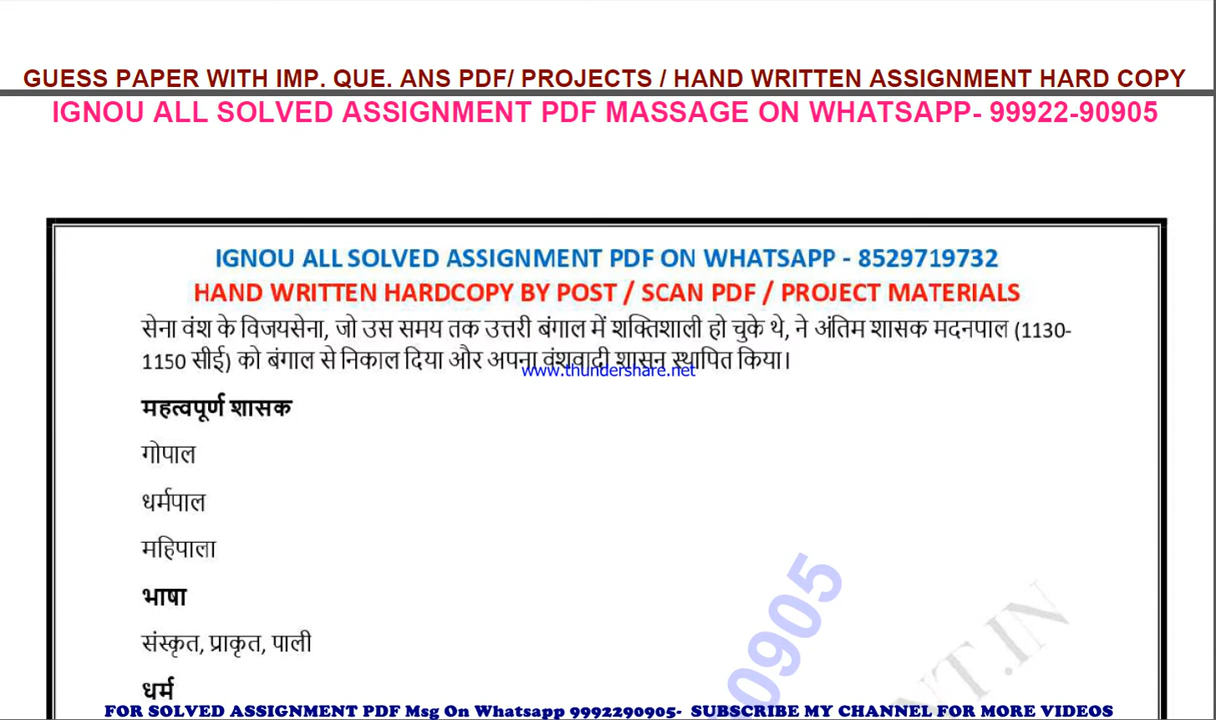 GUESS PAPER WITH IMP. QUE. ANS PDF/ PROJECTS / HAND WRITTEN ASSIGNMENT HARD COPY
IGNOU ALL SOLVED ASSIGNMENT PDF MASSAGE ON WHATSAPP- 99922-90905
IGNOU ALL SOLVED ASSIGNMENT PDF ON WHATSAPP - 8529719732
HAND WRITTEN HARDCOPY BY POST / SCAN PDF / PROJECT MATERIALS
सेना वंश के विजयसेना, जो उस समय तक उत्तरी बंगाल में शक्तिशाली हो चुके थे, ने अंतिम शासक मदनपाल (1130-
1150 सीई) को बंगाल से निकाल दिया और अपना वंशवादी शासन स्थापित किया।
www.thundershare.net
महत्वपूर्ण शासक
गोपाल
धर्मपाल
महिपाला
भाषा
संस्कृत, प्राकृत, पाली
धर्म
0905
NT.IN
FOR SOLVED ASSIGNMENT PDF Msg On Whatsapp 9992290905- SUBSCRIBE MY CHANNEL FOR MORE VIDEOS